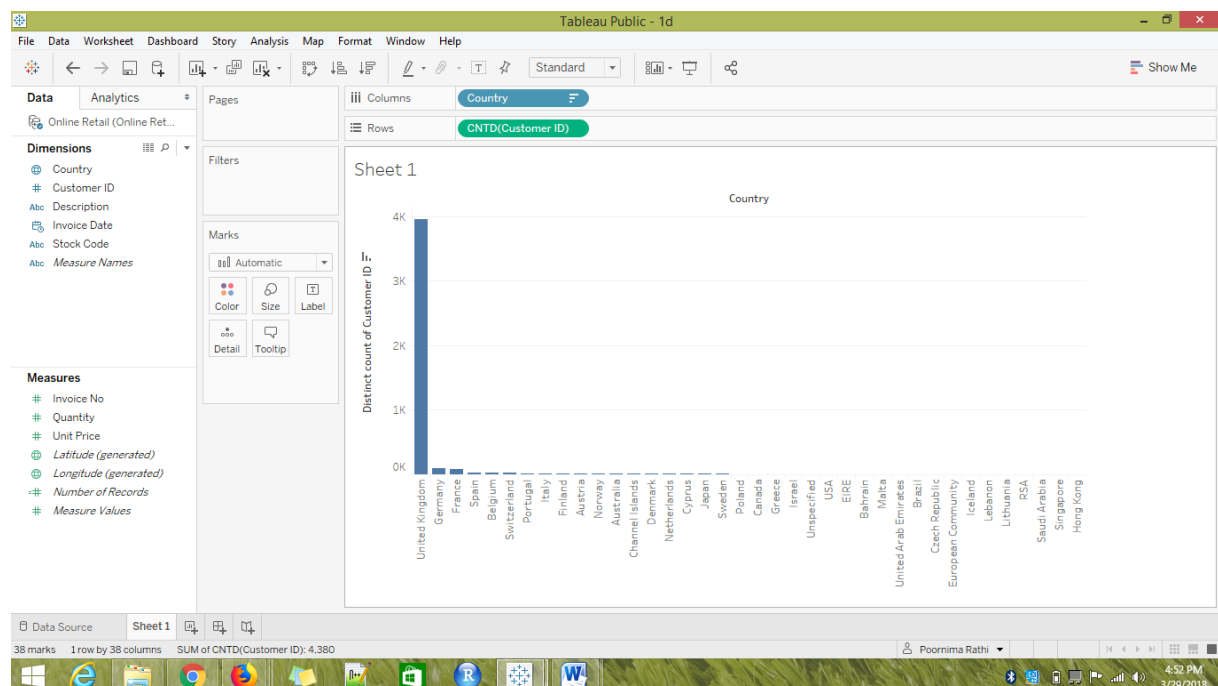 Tableau Public - 1d
File Data Worksheet Dashboard Story Analysis Map Format Window Help
Standard
Show Me
Data
Analytics
Online Retail (Online Ret...
Dimensions
Country
# Customer ID
Abc Description
Invoice Date
Abc Stock Code
Abc Measure Names
Measures
# Invoice No
# Quantity
# Unit Price
Latitude (generated)
Longitude (generated)
=# Number of Records
# Measure Values
Pages
Filters
Marks
Automatic
Color Size Label
Detail Tooltip
Columns
Country
Rows
CNTD(Customer ID)
Sheet 1
Country
Distinct count of Customer ID
4K
3K
2K
1K
0K
United Kingdom
Germany
France
Spain
Belgium
Switzerland
Portugal
Italy
Finland
Austria
Norway
Australia
Channel Islands
Denmark
Netherlands
Cyprus
Japan
Sweden
Poland
Canada
Greece
Israel
Unspecified
USA
EIRE
Bahrain
Malta
United Arab Emirates
Brazil
Czech Republic
European Community
Iceland
Lebanon
Lithuania
RSA
Saudi Arabia
Singapore
Hong Kong
Data Source
Sheet 1
38 marks 1 row by 38 columns SUM of CNTD(Customer ID): 4,380
Poornima Rathi
4:52 PM
3/29/2018